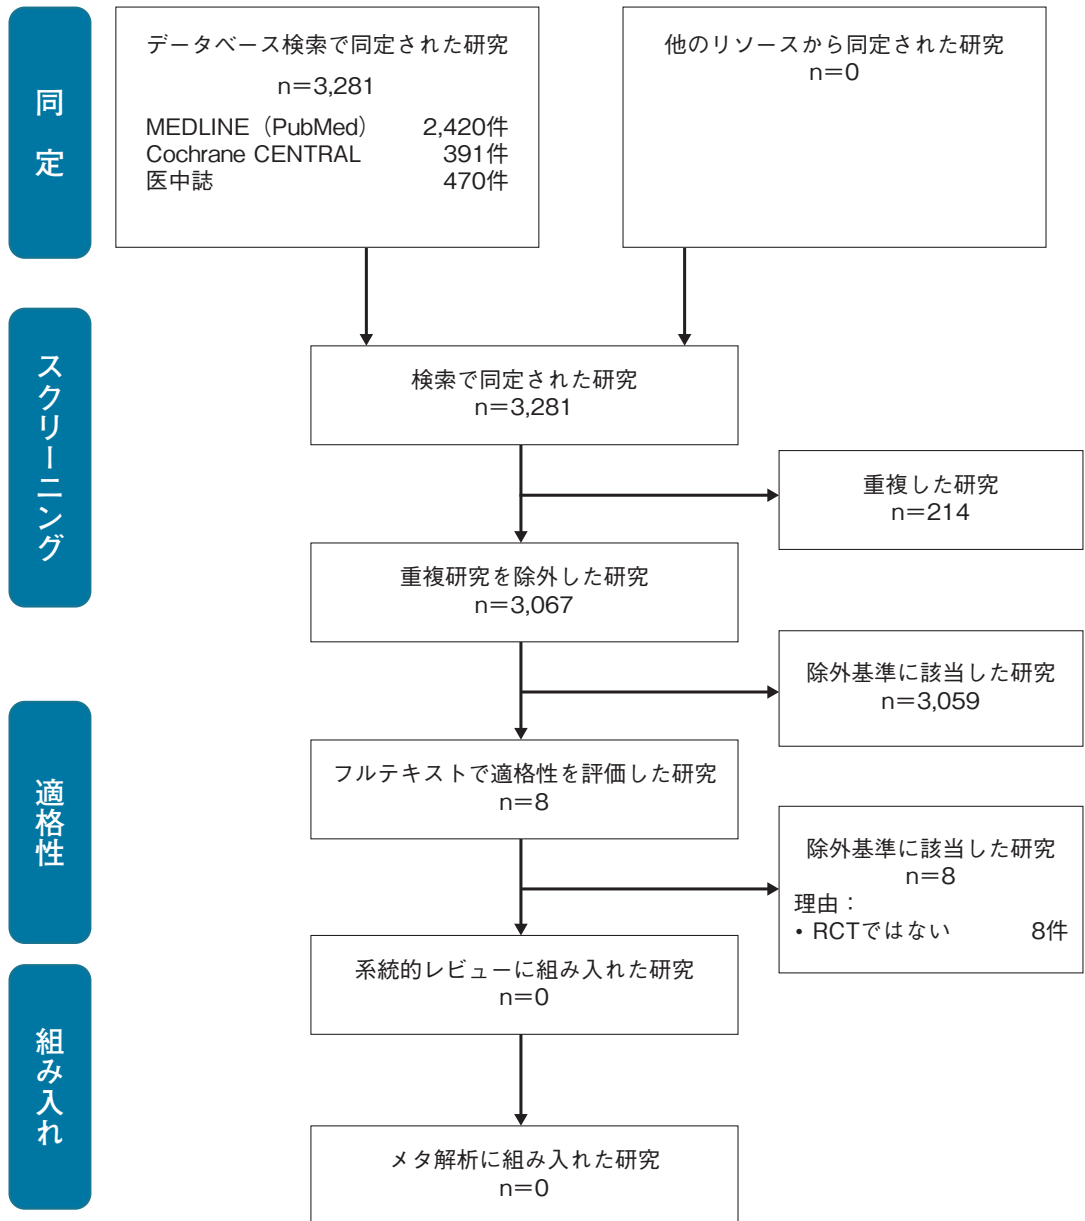 同定
データベース検索で同定された研究
n＝3,281
MEDLINE（PubMed） 2,420件
Cochrane CENTRAL 391件
医中誌 470件
他のリソースから同定された研究
n＝0
スクリーニング
検索で同定された研究
n＝3,281
重複した研究
n＝214
重複研究を除外した研究
n＝3,067
除外基準に該当した研究
n＝3,059
適格性
フルテキストで適格性を評価した研究
n＝8
除外基準に該当した研究
n＝8
理由：
• RCTではない 8件
組み入れ
系統的レビューに組み入れた研究
n＝0
メタ解析に組み入れた研究
n＝0